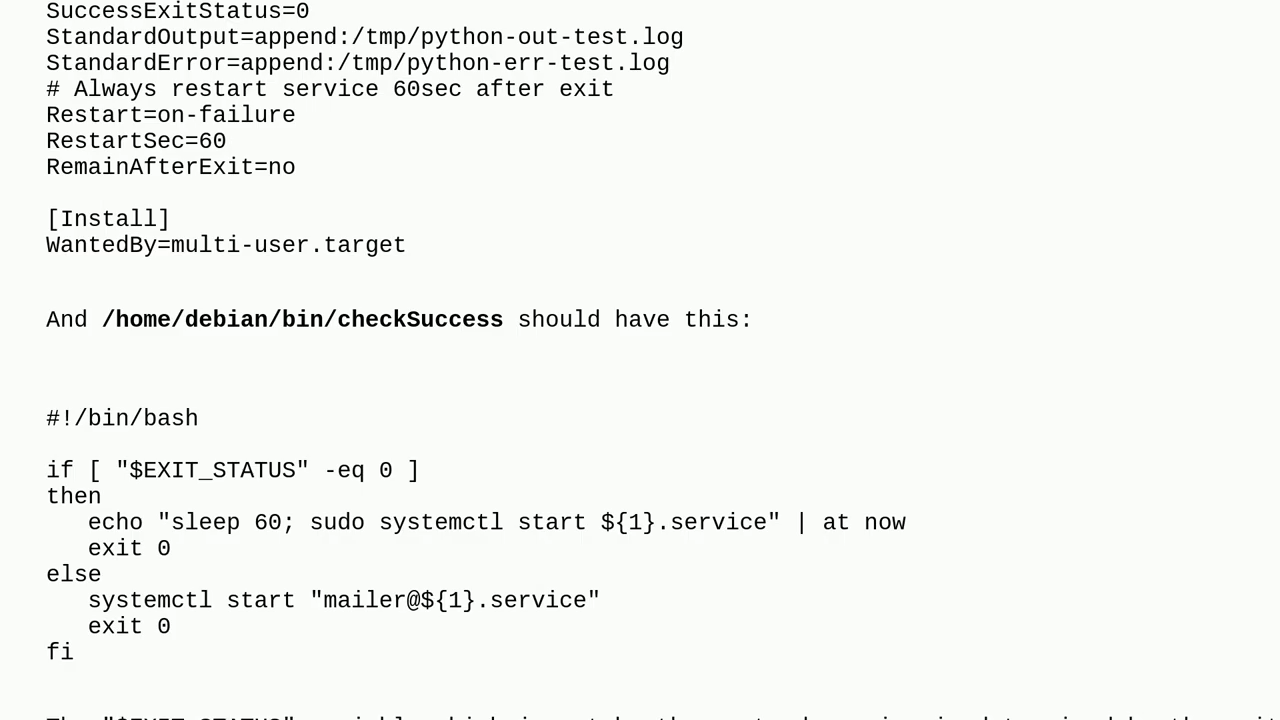 SuccessExitStatus=0
StandardOutput=append:/tmp/python-out-test.log
StandardError=append:/tmp/python-err-test.log
# Always restart service 60sec after exit
Restart=on-failure
RestartSec=60
RemainAfterExit=no
[Install]
WantedBy=multi-user.target
And /home/debian/bin/checkSuccess should have this:
#!/bin/bash
if [ "$EXIT_STATUS" -eq 0 ]
then
   echo "sleep 60; sudo systemctl start ${1}.service" | at now
   exit 0
else
   systemctl start "mailer@${1}.service"
   exit 0
fi